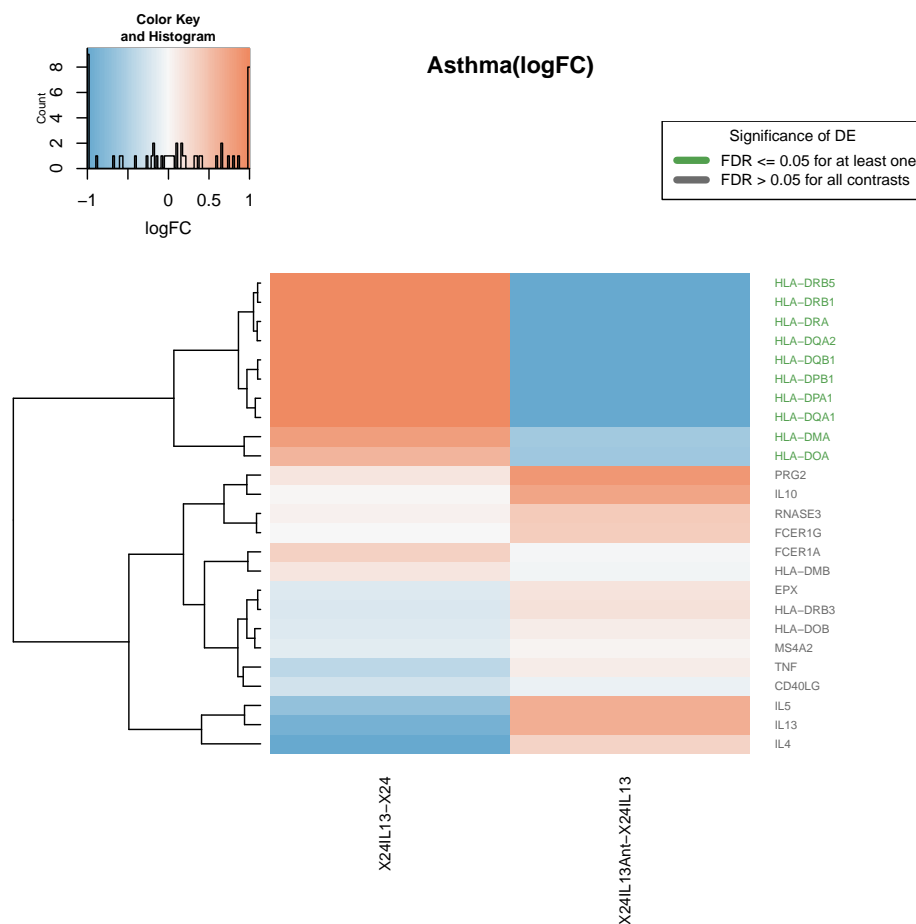 Color Key
and Histogram
Count
0 2 4 6 8
−1 0 0.5 1
logFC
Asthma(logFC)
Significance of DE
FDR <= 0.05 for at least one
FDR > 0.05 for all contrasts
HLA−DRB5
HLA−DRB1
HLA−DRA
HLA−DQA2
HLA−DQB1
HLA−DPB1
HLA−DPA1
HLA−DQA1
HLA−DMA
HLA−DOA
PRG2
IL10
RNASE3
FCER1G
FCER1A
HLA−DMB
EPX
HLA−DRB3
HLA−DOB
MS4A2
TNF
CD40LG
IL5
IL13
IL4
X24IL13−X24
X24IL13Ant−X24IL13